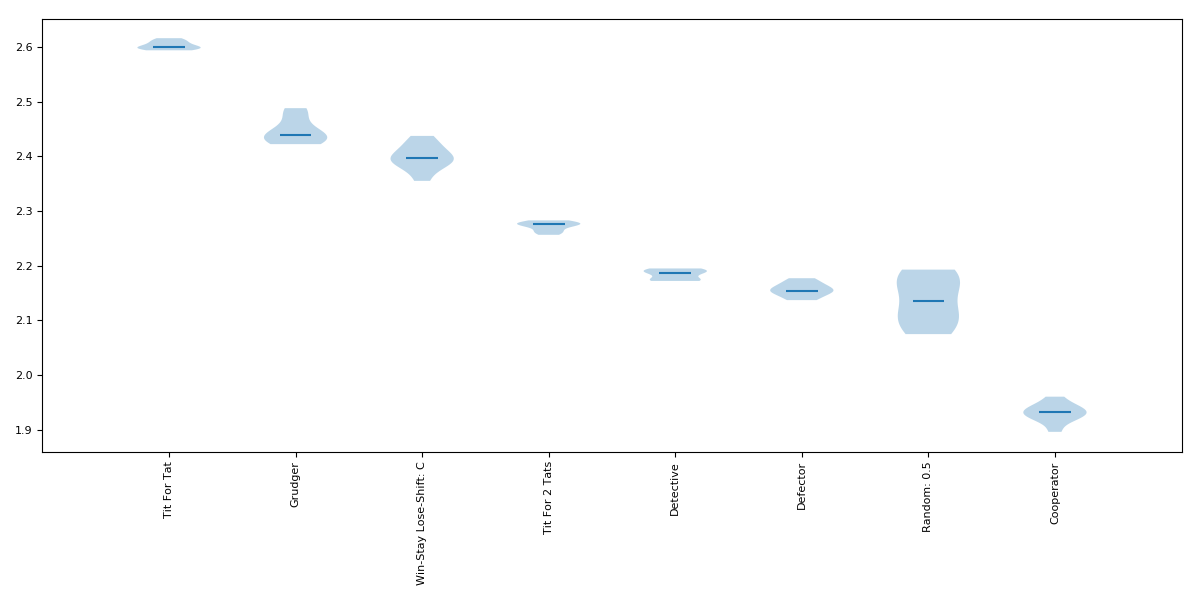 2.6
2.5
2.4
2.3
2.2
2.1
2.0
1.9
Tit For Tat
Grudger
Win-Stay Lose-Shift: C
Tit For 2 Tats
Detective
Defector
Random: 0.5
Cooperator